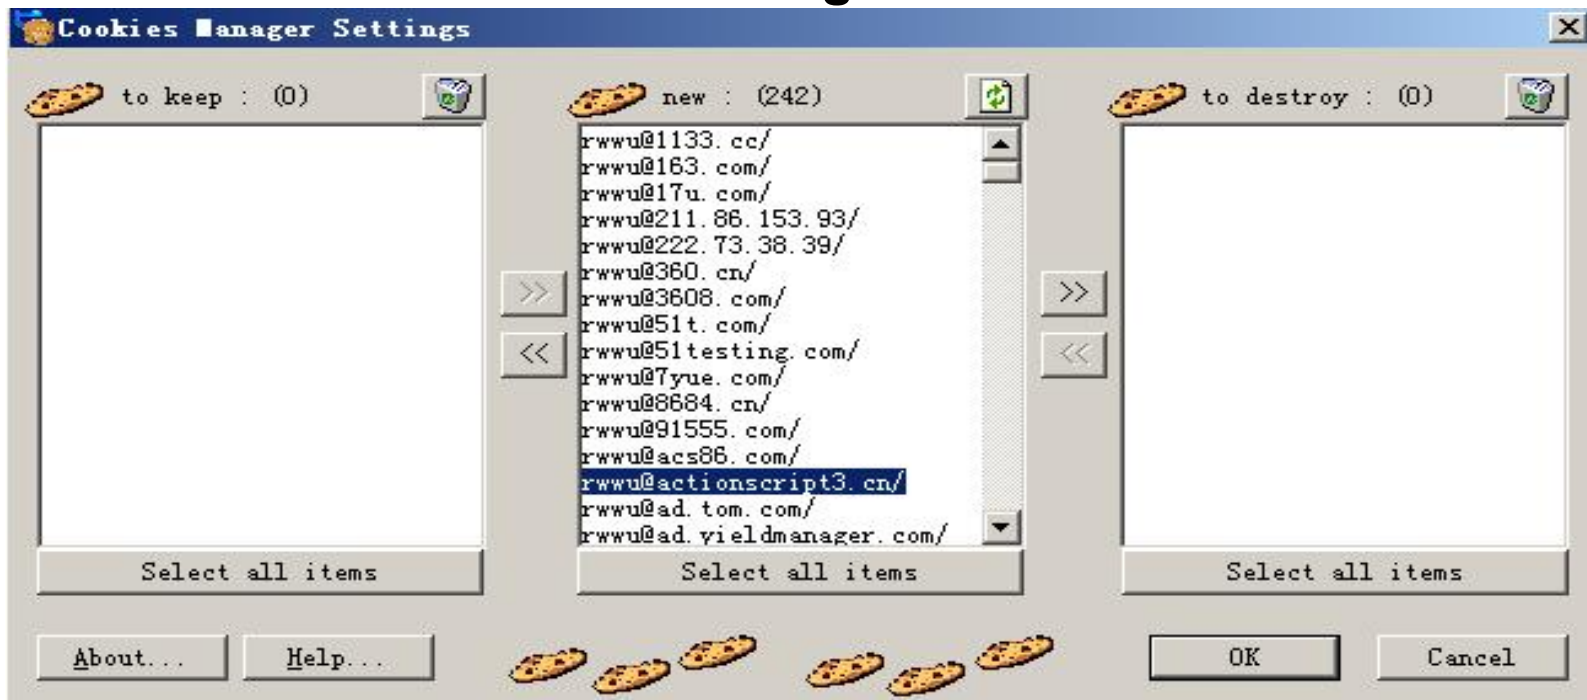 Cookies Manager Settings
to keep : (0)
new : (242)
to destroy : (0)
rwwu@1133.cc/
rwwu@163.com/
rwwu@17u.com/
rwwu@211.86.153.93/
rwwu@222.73.38.39/
rwwu@360.cn/
rwwu@3608.com/
rwwu@51t.com/
rwwu@51testing.com/
rwwu@7yue.com/
rwwu@8684.cn/
rwwu@91555.com/
rwwu@acs86.com/
rwwu@actionscript3.cn/
rwwu@ad.tom.com/
rwwu@ad.yieldmanager.com/
>>
<<
>>
<<
Select all items
Select all items
Select all items
About...
Help...
OK
Cancel